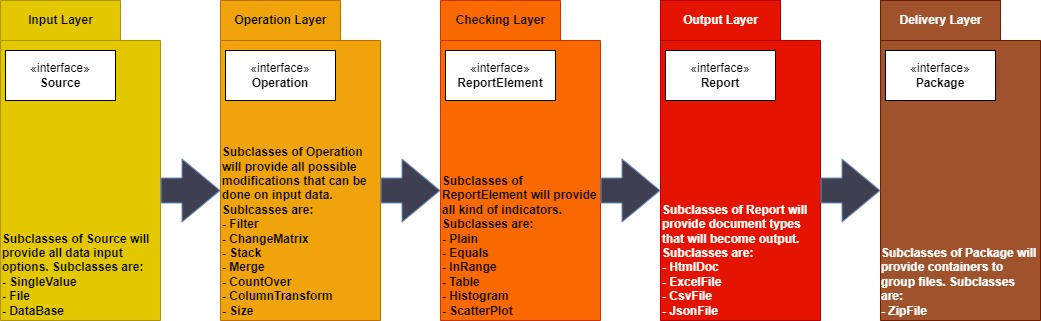 Input Layer
«interface»
Source
Subclasses of Source will
provide all data input
options. Subclasses are:
- SingleValue
- File
- DataBase
Operation Layer
«interface»
Operation
Subclasses of Operation
will provide all possible
modifications that can be
done on input data.
Sublcasses are:
- Filter
- ChangeMatrix
- Stack
- Merge
- CountOver
- ColumnTransform
- Size
Checking Layer
«interface»
ReportElement
Subclasses of
ReportElement will provide
all kind of indicators.
Subclasses are:
- Plain
- Equals
- InRange
- Table
- Histogram
- ScatterPlot
Output Layer
«interface»
Report
Subclasses of Report will
provide document types
that will become output.
Subclasses are:
- HtmlDoc
- ExcelFile
- CsvFile
- JsonFile
Delivery Layer
«interface»
Package
Subclasses of Package will
provide containers to
group files. Subclasses
are:
- ZipFile